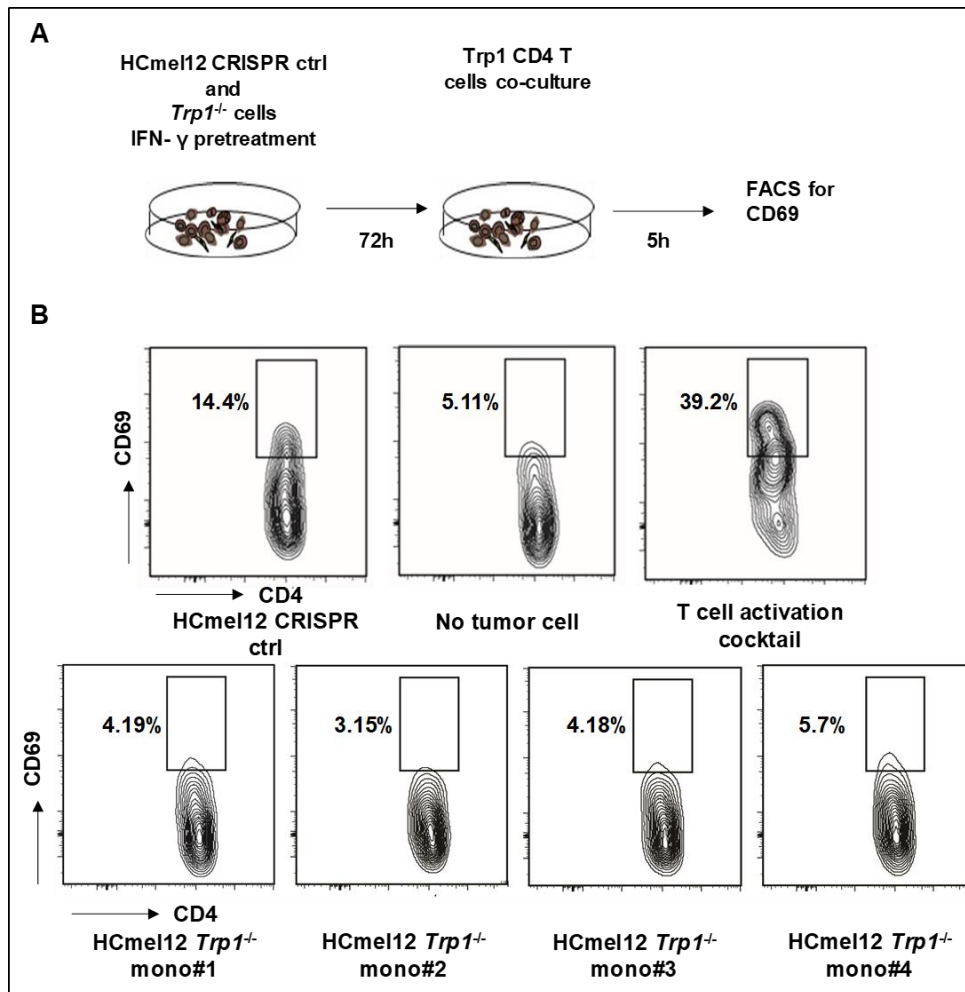 A
HCmel12 CRISPR ctrl
and
Trp1-/- cells
IFN- γ pretreatment
Trp1 CD4 T
cells co-culture
72h
5h
FACS for
CD69
B
14.4%
5.11%
39.2%
CD69
CD4
HCmel12 CRISPR
ctrl
No tumor cell
T cell activation
cocktail
4.19%
3.15%
4.18%
5.7%
CD69
CD4
HCmel12 Trp1-/-
mono#1
HCmel12 Trp1-/-
mono#2
HCmel12 Trp1-/-
mono#3
HCmel12 Trp1-/-
mono#4